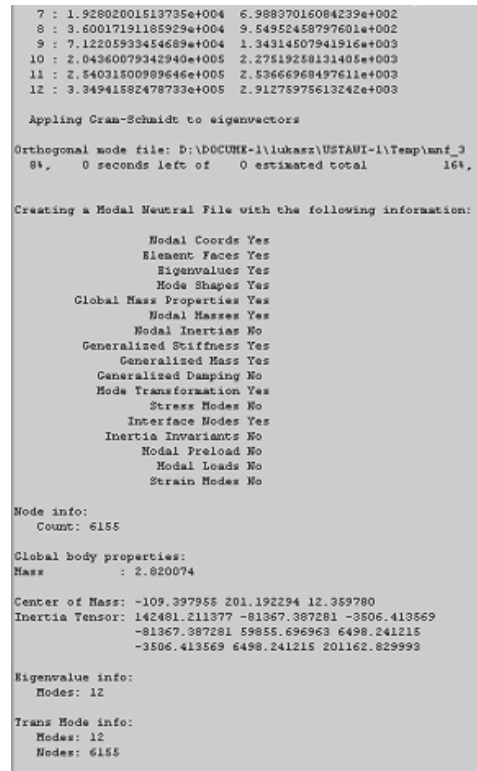 7 : 1.92802001513735e+004 6.98837016084239e+002
8 : 3.60017191185929e+004 9.54952458797601e+002
9 : 7.12205933454689e+004 1.34314507941916e+003
10 : 2.04360079342940e+005 2.27519258131405e+003
11 : 2.54031500989646e+005 2.53666968497611e+003
12 : 3.34941582478733e+005 2.91275975613242e+003
Appling Gram-Schmidt to eigenvectors
Orthogonal mode file: D:\DOCUME~1\lukasz\USTAWI~1\Temp\mnf_3
8%, 0 seconds left of 0 estimated total 16%,
Creating a Modal Neutral File with the following information:
Nodal Coords Yes
Element Faces Yes
Eigenvalues Yes
Mode Shapes Yes
Global Mass Properties Yes
Nodal Masses Yes
Nodal Inertias No
Generalized Stiffness Yes
Generalized Mass Yes
Generalized Damping No
Mode Transformation Yes
Stress Modes No
Interface Nodes Yes
Inertia Invariants No
Modal Preload No
Modal Loads No
Strain Modes No
Node info:
Count: 6155
Global body properties:
Mass : 2.820074
Center of Mass: -109.397955 201.192294 12.359780
Inertia Tensor: 142481.211377 -81367.387281 -3506.413569
-81367.387281 59855.696963 6498.241215
-3506.413569 6498.241215 201162.829993
Eigenvalue info:
Modes: 12
Trans Mode info:
Modes: 12
Nodes: 6155